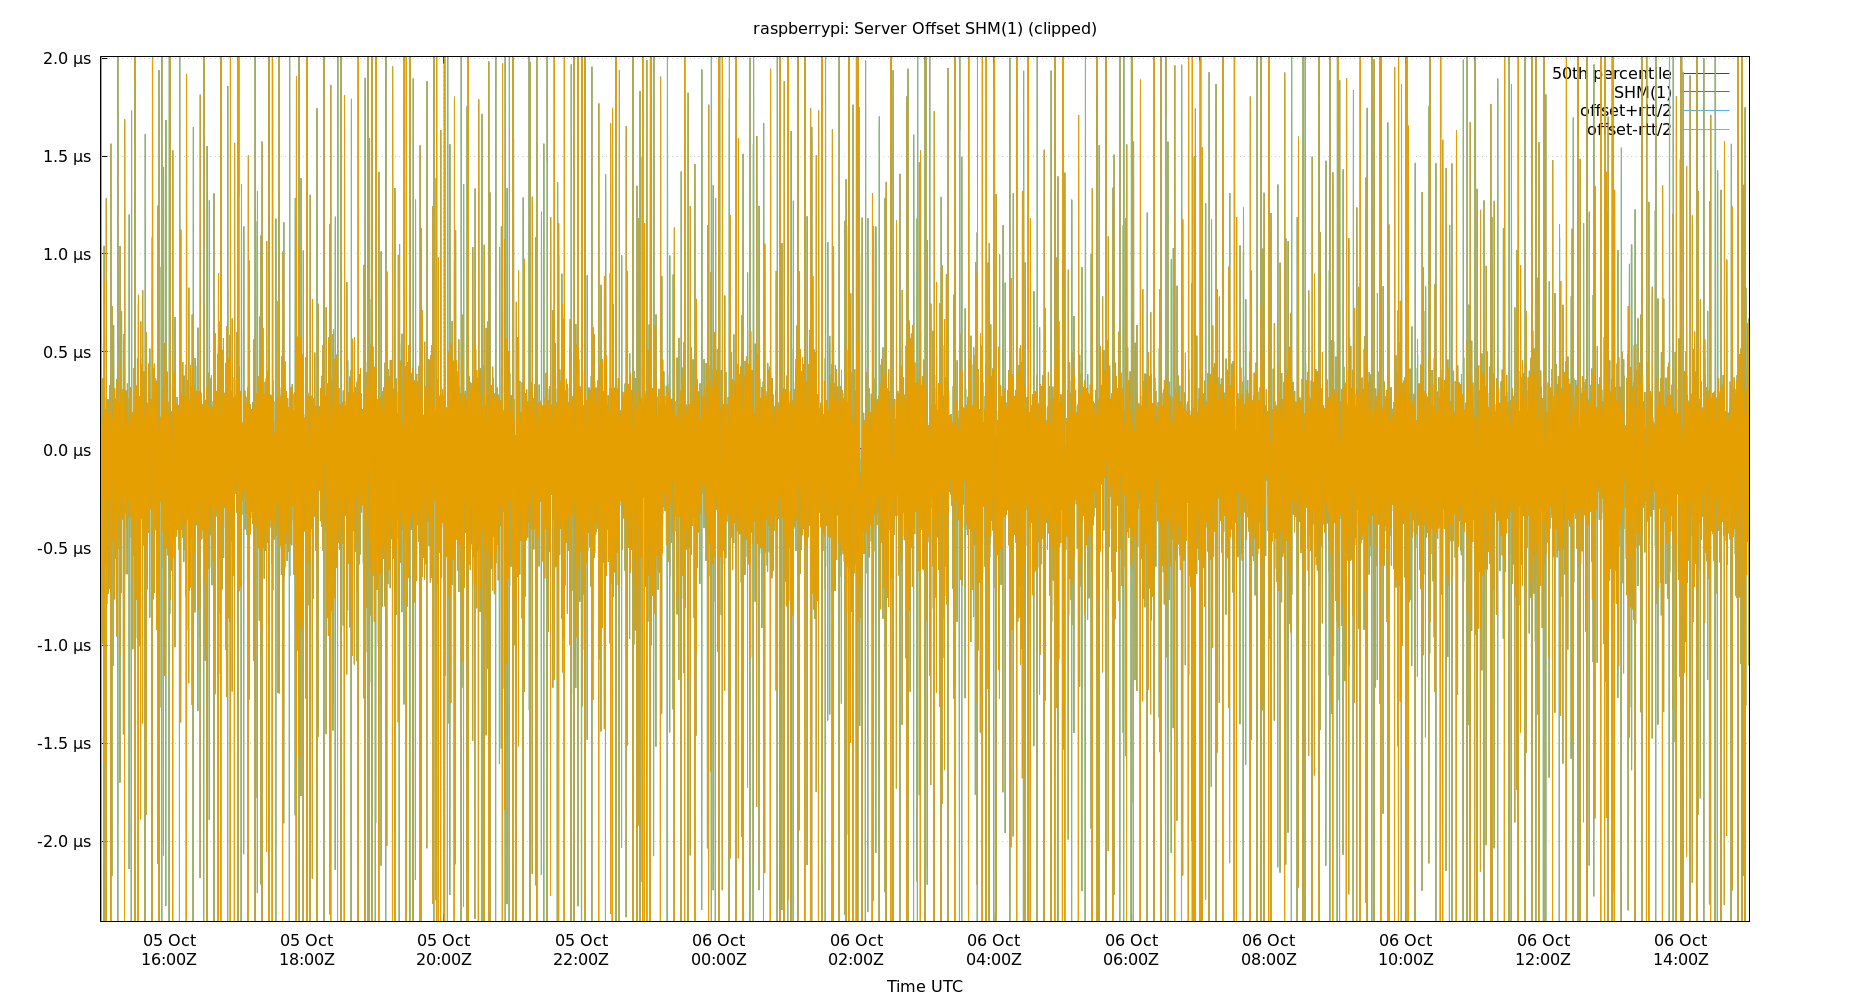 raspberrypi: Server Offset SHM(1) (clipped)
2.0 µs
1.5 µs
1.0 µs
0.5 µs
0.0 µs
-0.5 µs
-1.0 µs
-1.5 µs
-2.0 µs
50th percentile
SHM(1)
offset+rtt/2
offset-rtt/2
05 Oct 05 Oct 05 Oct 05 Oct 06 Oct 06 Oct 06 Oct 06 Oct 06 Oct 06 Oct 06 Oct 06 Oct
16:00Z 18:00Z 20:00Z 22:00Z 00:00Z 02:00Z 04:00Z 06:00Z 08:00Z 10:00Z 12:00Z 14:00Z
Time UTC